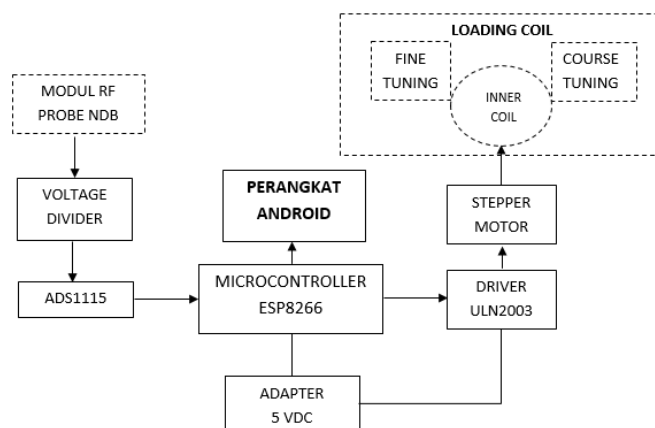 LOADING COIL
FINE
TUNING
COURSE
TUNING
INNER
COIL
MODUL RF
PROBE NDB
VOLTAGE
DIVIDER
PERANGKAT
ANDROID
STEPPER
MOTOR
ADS1115
MICROCONTROLLER
ESP8266
DRIVER
ULN2003
ADAPTER
5 VDC